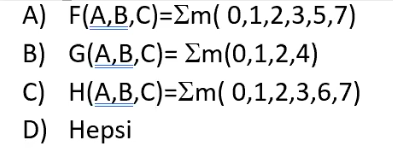 A) F(A,B,C)=Σm( 0,1,2,3,5,7)
B) G(A,B,C)= Σm(0,1,2,4)
C) H(A,B,C)=Σm( 0,1,2,3,6,7)
D) Hepsi